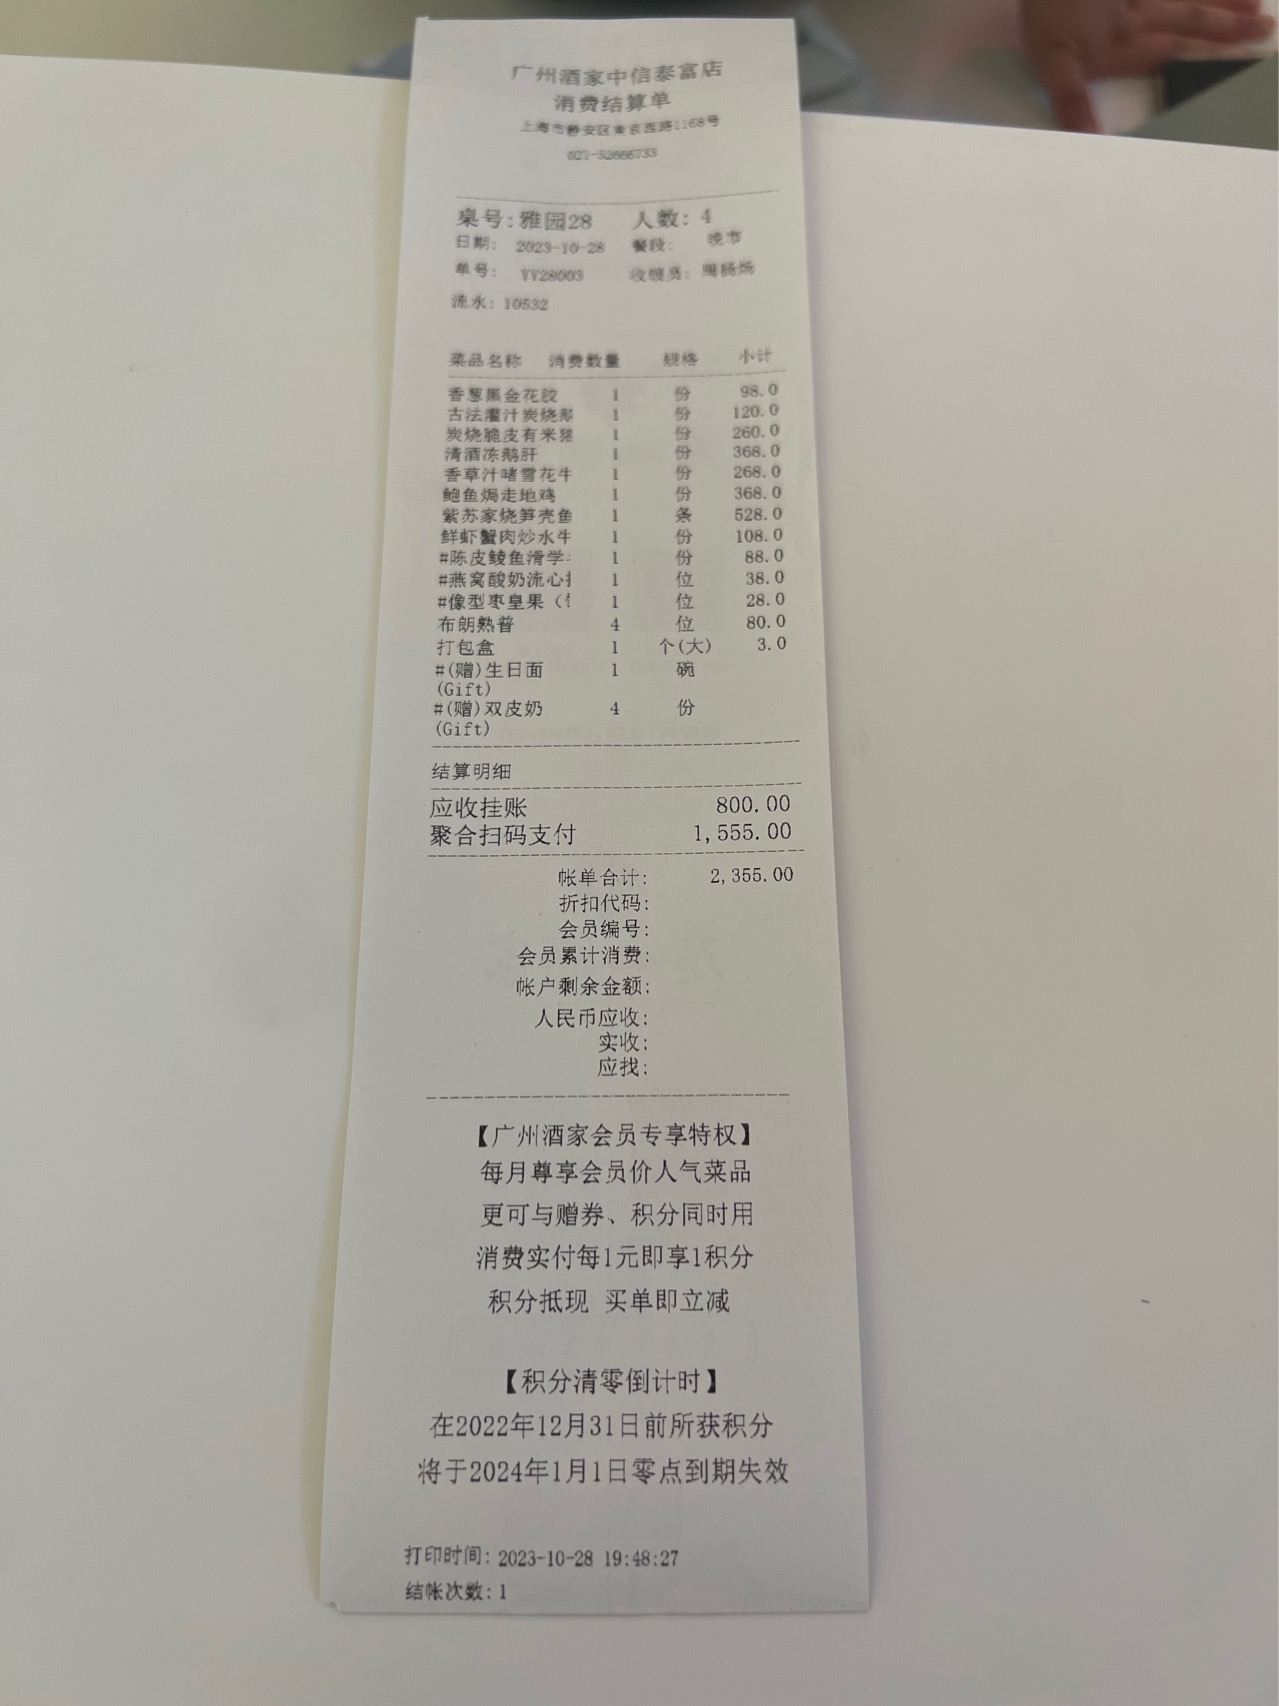 广州酒家中信泰富店
消费结算单
上海市静安区南京西路1168号
021-52666733
桌号:雅园28 人数: 4
日期: 2023-10-28 餐段: 晚市
单号: YY28003 收银员: 周杨炀
流水: 10532
菜品名称 消费数量 规格 小计
香葱黑金花胶 1 份 98.0
古法灌汁炭烧鹅 1 份 120.0
炭烧脆皮有米猪 1 份 260.0
清酒冻鹅肝 1 份 368.0
香草汁啫雪花牛 1 份 268.0
鲍鱼焗走地鸡 1 份 368.0
紫苏家烧笋壳鱼 1 条 528.0
鲜虾蟹肉炒水牛 1 份 108.0
#陈皮鲮鱼滑学 1 份 88.0
#燕窝酸奶流心 1 位 38.0
#像型枣皇果 ( 1 位 28.0
布朗熟普 4 位 80.0
打包盒 1 个(大) 3.0
#(赠)生日面 1 碗
(Gift)
#(赠)双皮奶 4 份
(Gift)
结算明细
应收挂账 800.00
聚合扫码支付 1,555.00
帐单合计: 2,355.00
折扣代码:
会员编号:
会员累计消费:
帐户剩余金额:
人民币应收:
实收:
应找:
【广州酒家会员专享特权】
每月尊享会员价人气菜品
更可与赠券、积分同时用
消费实付每1元即享1积分
积分抵现 买单即立减
【积分清零倒计时】
在2022年12月31日前所获积分
将于2024年1月1日零点到期失效
打印时间: 2023-10-28 19:48:27
结帐次数: 1